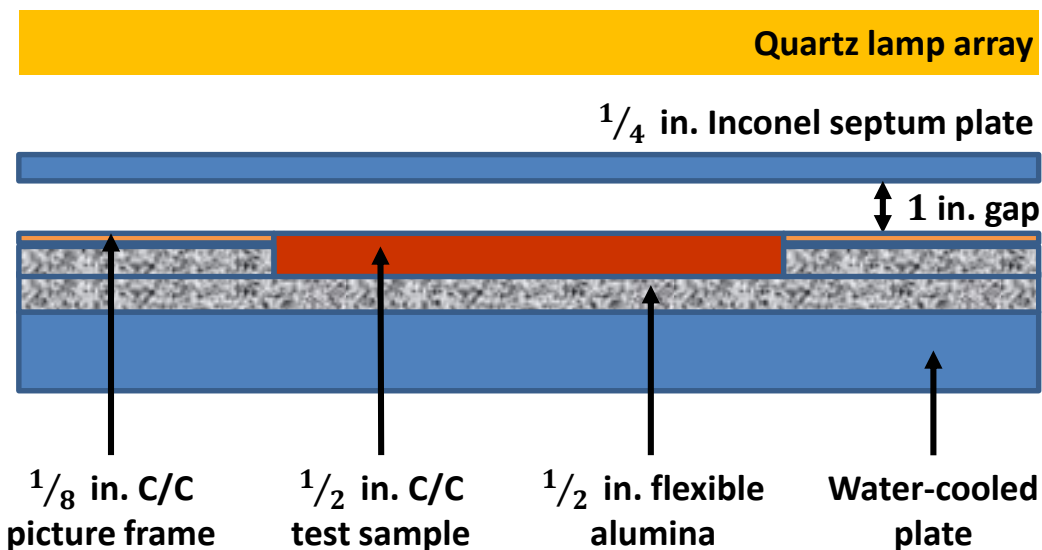 Quartz lamp array
¹/₄ in. Inconel septum plate
1 in. gap
¹/₈ in. C/C
picture frame
¹/₂ in. C/C
test sample
¹/₂ in. flexible
alumina
Water-cooled
plate